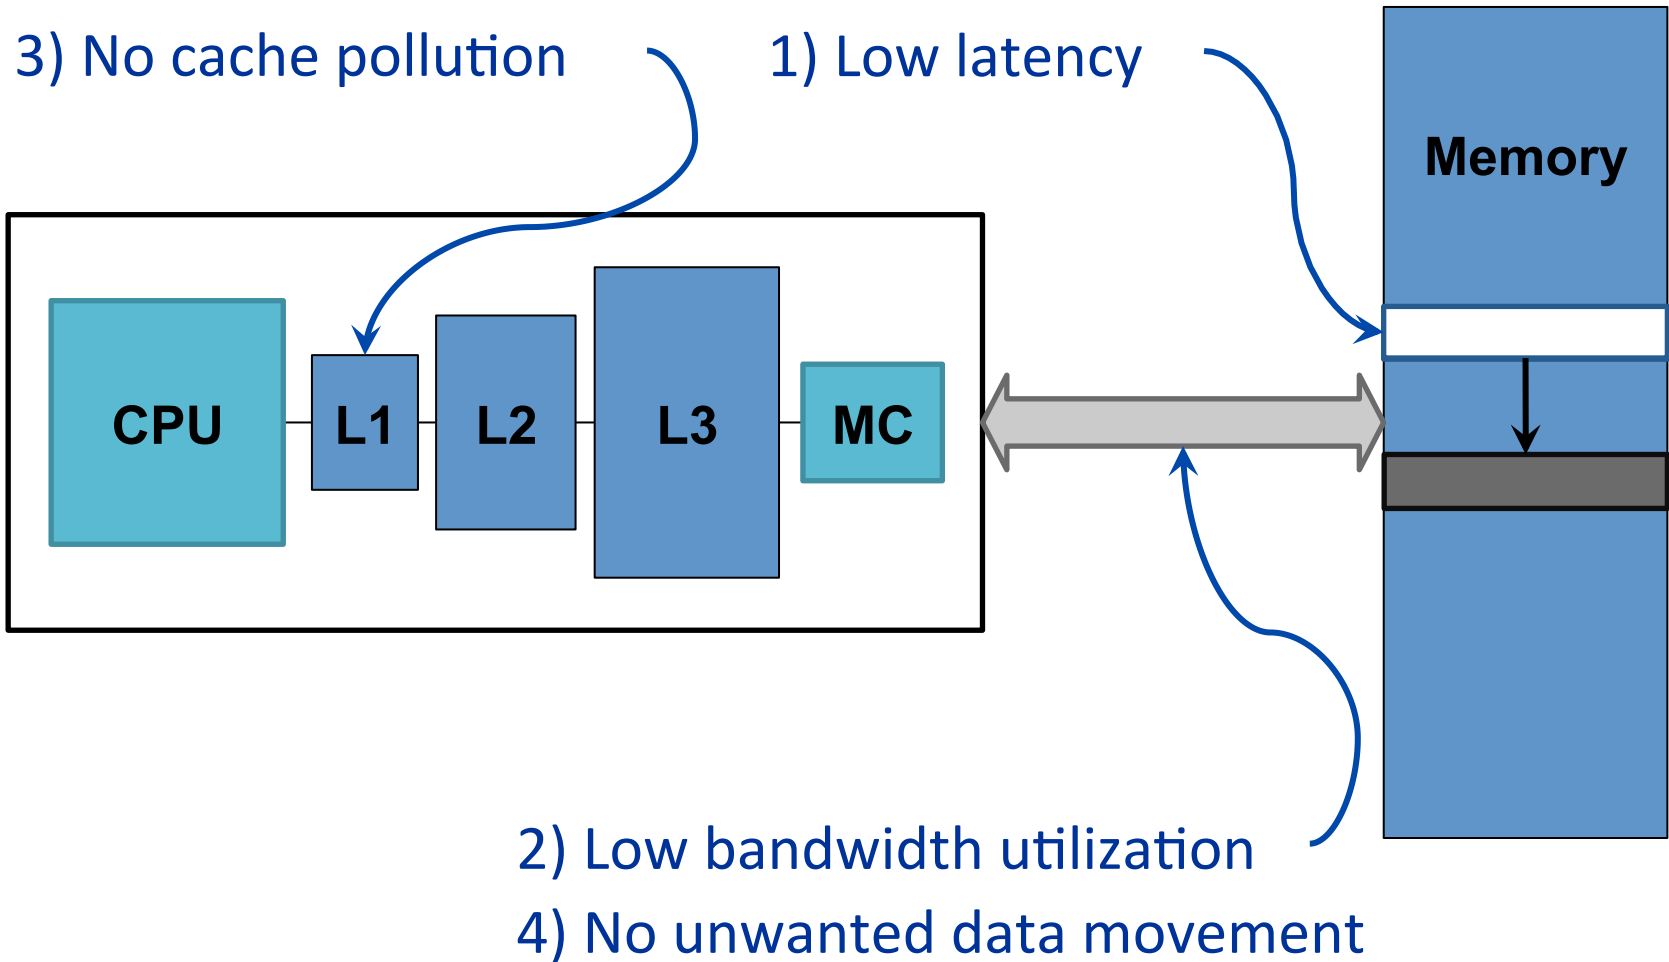 3) No cache pollution
1) Low latency
Memory
CPU
L1
L2
L3
MC
2) Low bandwidth utilization
4) No unwanted data movement